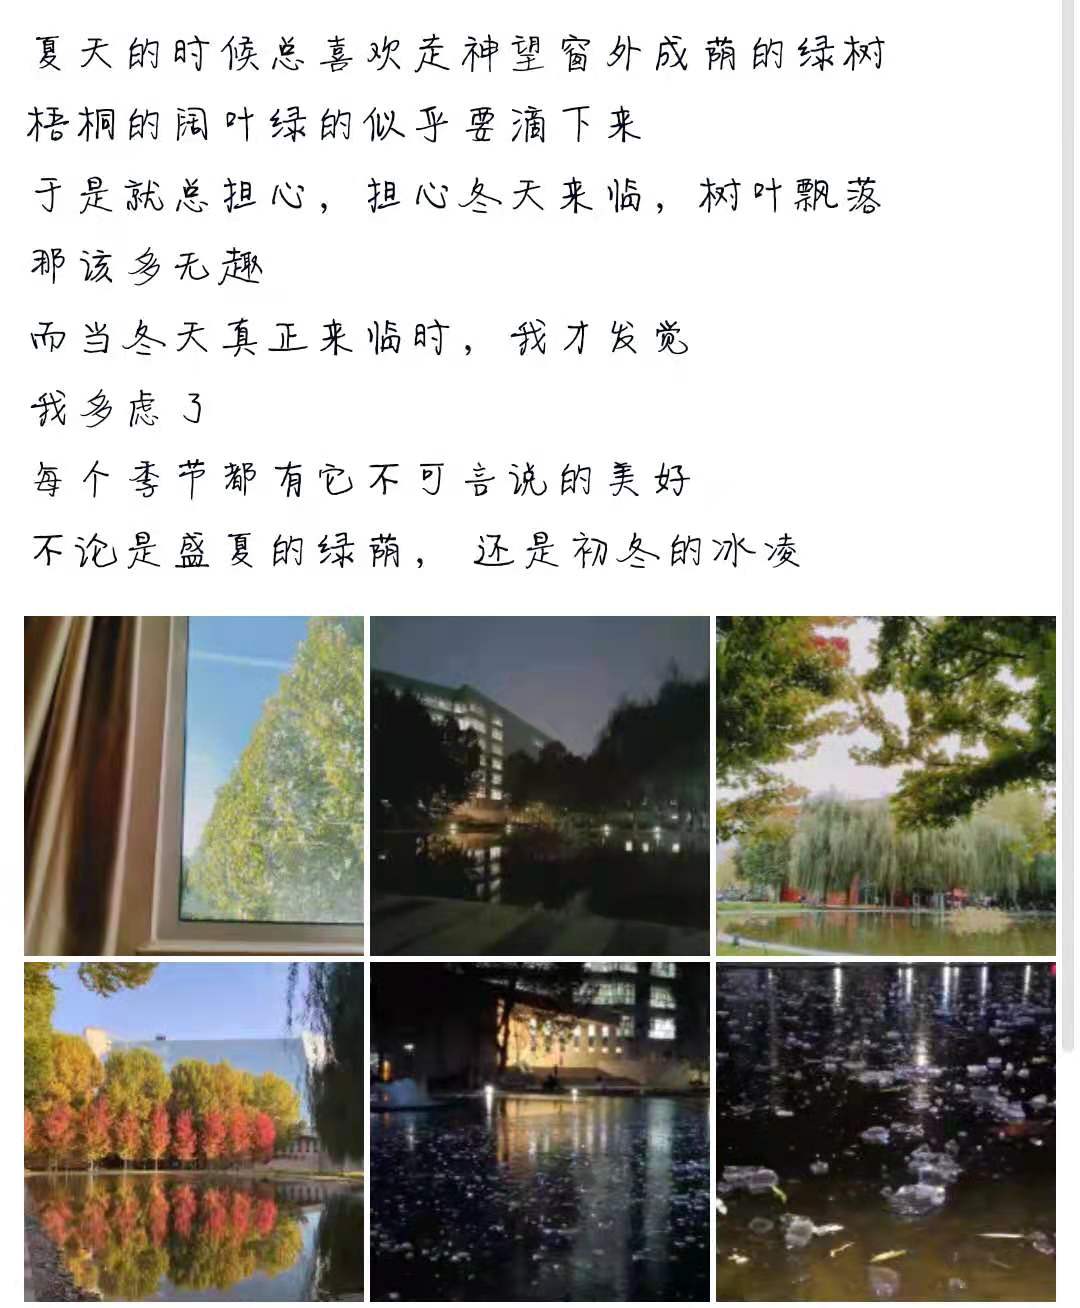 夏天的时候总喜欢走神望窗外成荫的绿树
梧桐的阔叶绿的似乎要滴下来
于是就总担心，担心冬天来临，树叶飘落
那该多无趣
而当冬天真正来临时，我才发觉
我多虑了
每个季节都有它不可言说的美好
不论是盛夏的绿荫， 还是初冬的冰凌